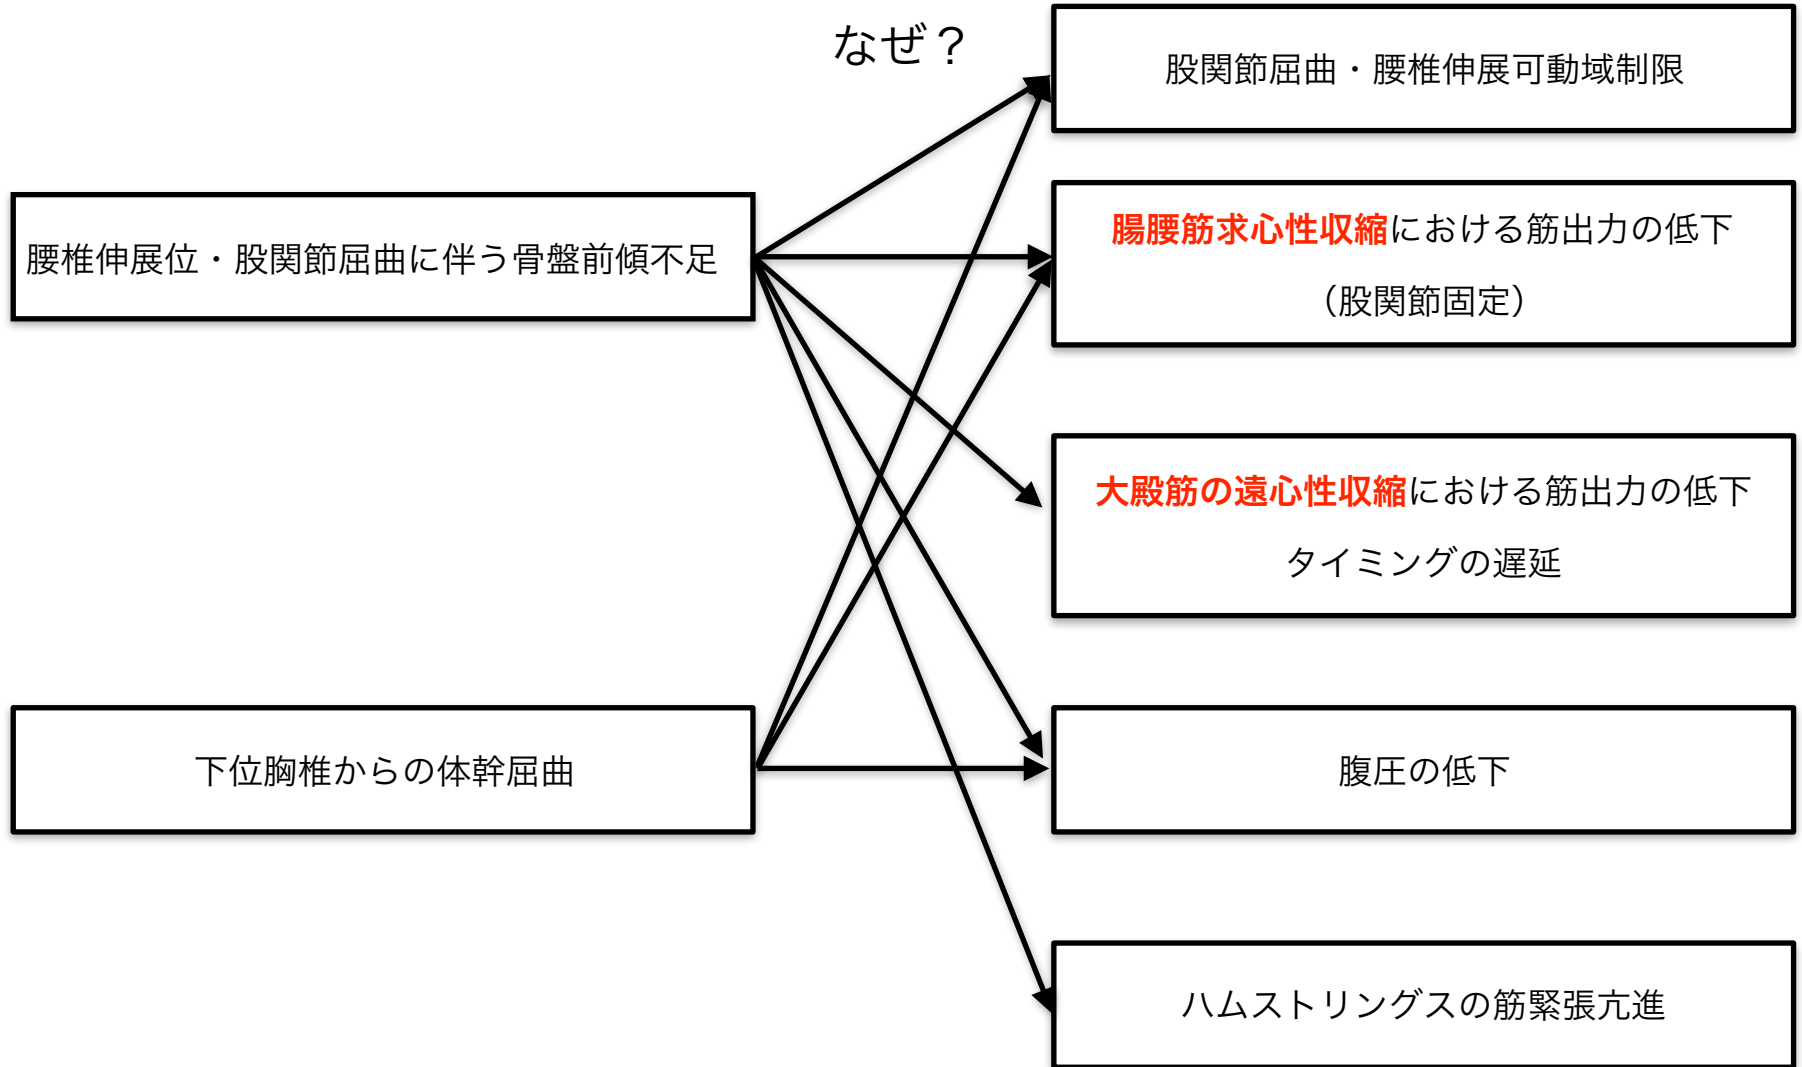 なぜ？
股関節屈曲・腰椎伸展可動域制限
腰椎伸展位・股関節屈曲に伴う骨盤前傾不足
腸腰筋求心性収縮における筋出力の低下
（股関節固定）
大殿筋の遠心性収縮における筋出力の低下
タイミングの遅延
下位胸椎からの体幹屈曲
腹圧の低下
ハムストリングスの筋緊張亢進